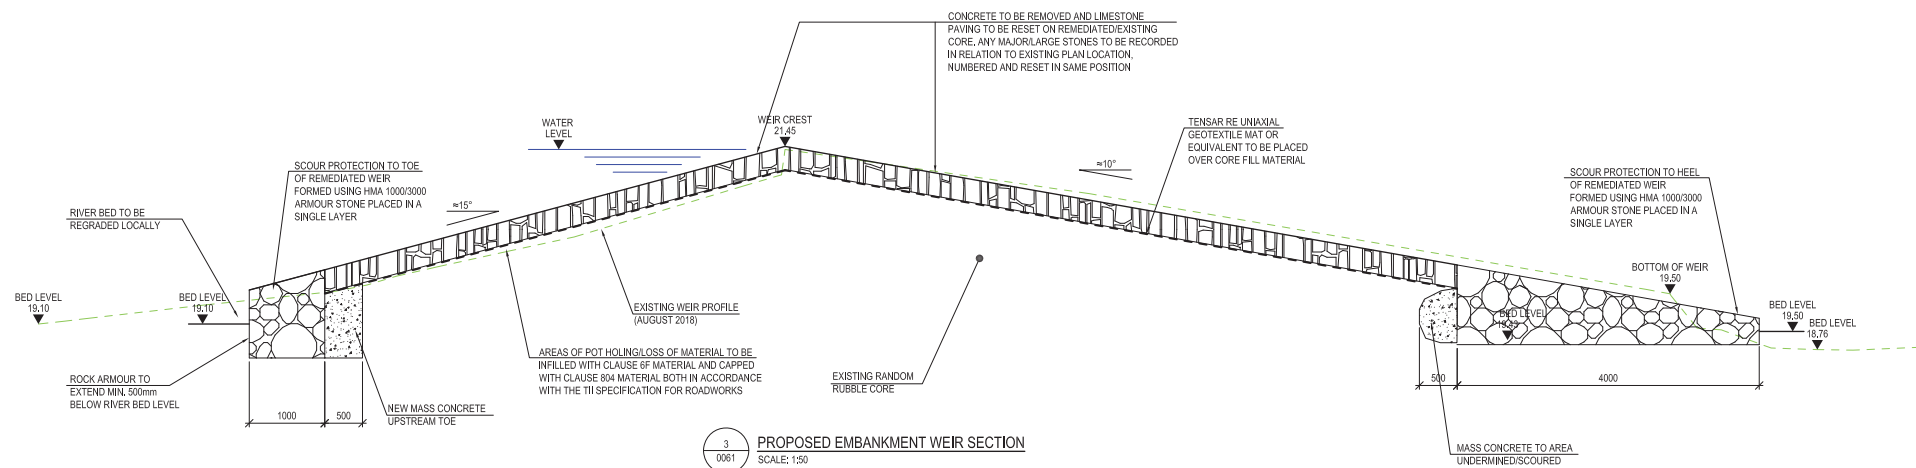 CONCRETE TO BE REMOVED AND LIMESTONE
PAVING TO BE RESET ON REMEDIATED/EXISTING
CORE, ANY MAJOR/LARGE STONES TO BE RECORDED
IN RELATION TO EXISTING PLAN LOCATION,
NUMBERED AND RESET IN SAME POSITION
WATER
LEVEL
WEIR CREST
21.45
TENSAR RE UNIAXIAL
GEOTEXTILE MAT OR
EQUIVALENT TO BE PLACED
OVER CORE FILL MATERIAL
SCOUR PROTECTION TO TOE
OF REMEDIATED WEIR
FORMED USING HMA 1000/3000
ARMOUR STONE PLACED IN A
SINGLE LAYER
≈10°
SCOUR PROTECTION TO HEEL
OF REMEDIATED WEIR
FORMED USING HMA 1000/3000
ARMOUR STONE PLACED IN A
SINGLE LAYER
≈15°
RIVER BED TO BE
REGRADED LOCALLY
BOTTOM OF WEIR
19.50
BED LEVEL
19.10
BED LEVEL
19.10
EXISTING WEIR PROFILE
(AUGUST 2018)
BED LEVEL
19.43
BED LEVEL
19.50
BED LEVEL
18.76
AREAS OF POT HOLING/LOSS OF MATERIAL TO BE
INFILLED WITH CLAUSE 6F MATERIAL AND CAPPED
WITH CLAUSE 804 MATERIAL BOTH IN ACCORDANCE
WITH THE TII SPECIFICATION FOR ROADWORKS
EXISTING RANDOM
RUBBLE CORE
ROCK ARMOUR TO
EXTEND MIN. 500mm
BELOW RIVER BED LEVEL
500
4000
1000
500
NEW MASS CONCRETE
UPSTREAM TOE
3
0061
PROPOSED EMBANKMENT WEIR SECTION
SCALE: 1:50
MASS CONCRETE TO AREA
UNDERMINED/SCOURED